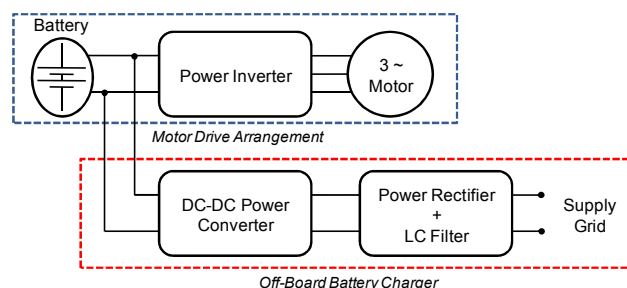 Battery
Power Inverter
3 ~
Motor
Motor Drive Arrangement
DC-DC Power
Converter
Power Rectifier
+
LC Filter
Supply
Grid
Off-Board Battery Charger